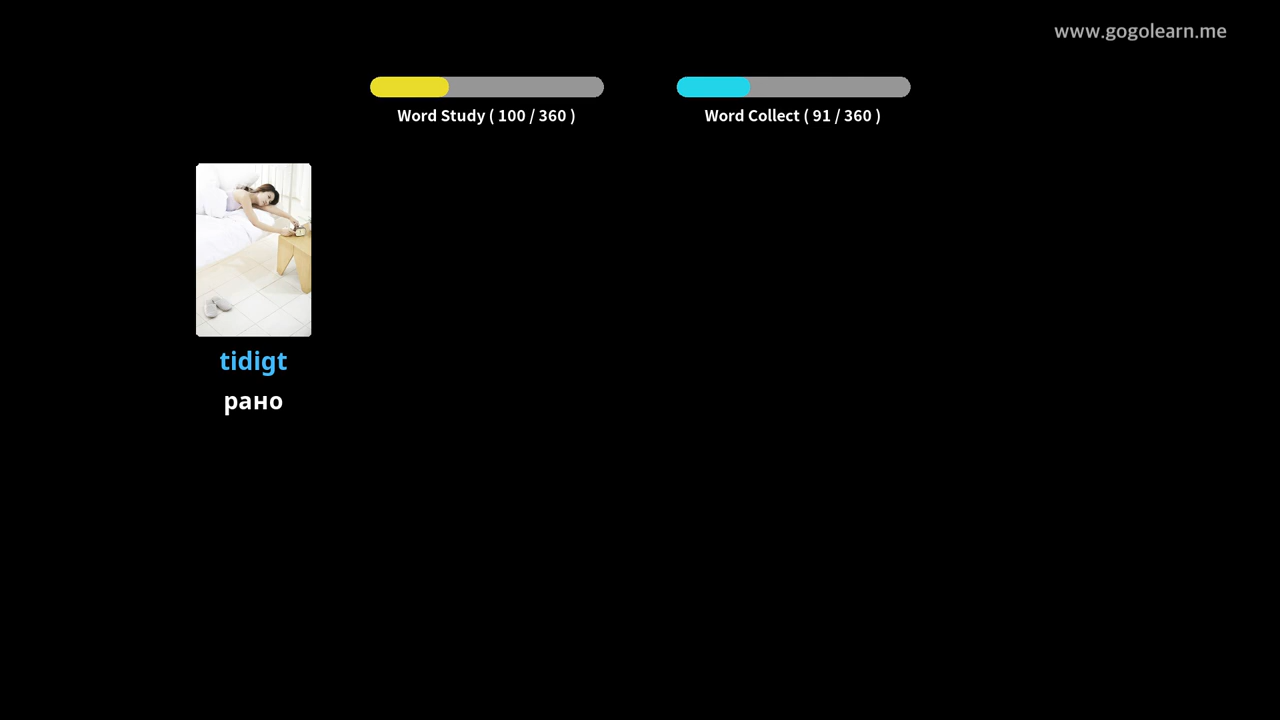 www.gogolearn.me
Word Study ( 100 / 360 )
Word Collect ( 91 / 360 )
tidigt
рано